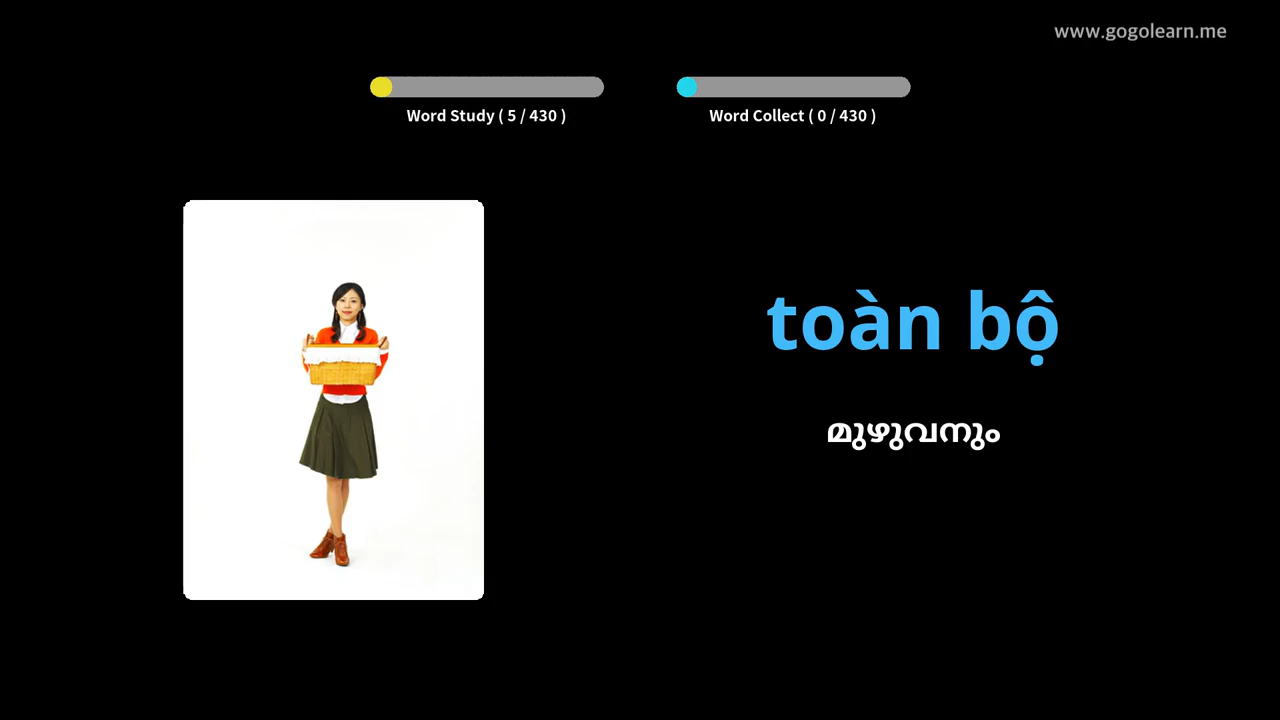 www.gogolearn.me
Word Study ( 5 / 430 )
Word Collect ( 0 / 430 )
toàn bộ
മുഴുവനും